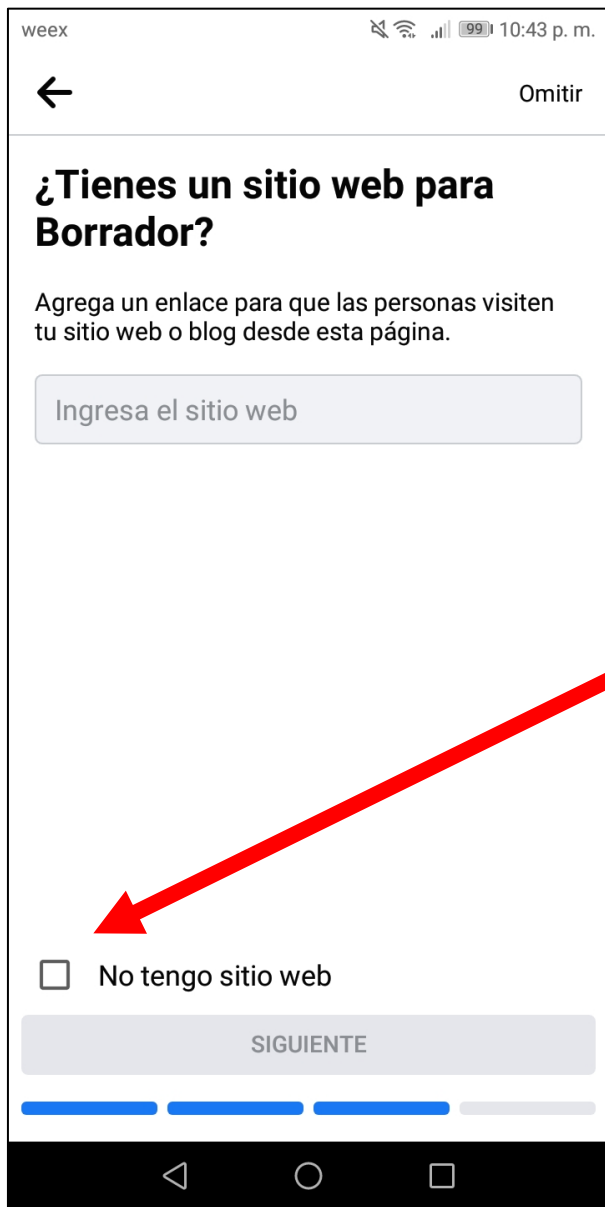 weex 99 10:43 p. m.
Omitir
¿Tienes un sitio web para
Borrador?
Agrega un enlace para que las personas visiten
tu sitio web o blog desde esta página.
Ingresa el sitio web
No tengo sitio web
SIGUIENTE